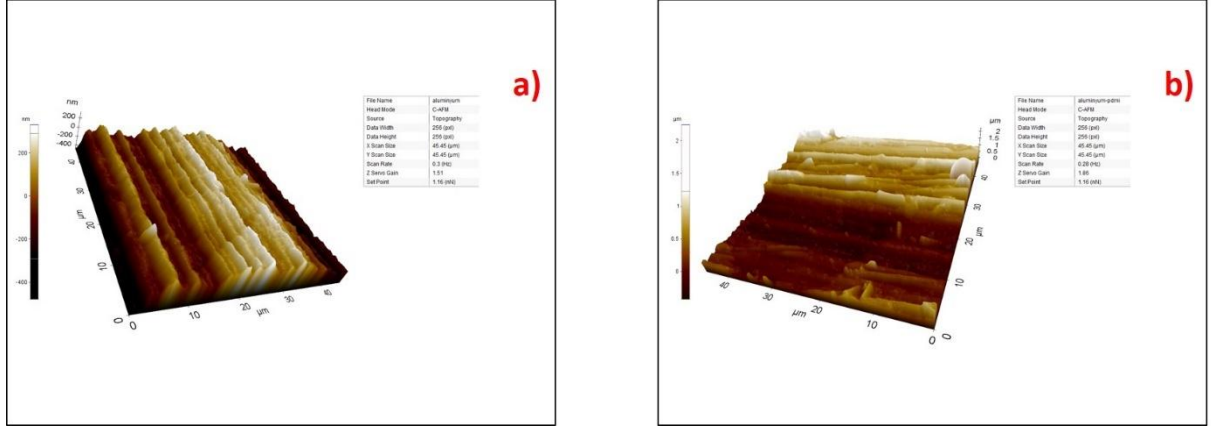 a)
nm
200
0
-200
-400
nm
200
0
-200
-400
40
30
20
10
0
0
10
20
30
40
µm
µm
File Name aluminyum
Head Mode C-AFM
Source Topography
Data Width 256 (pxl)
Data Height 256 (pxl)
X Scan Size 45.45 (µm)
Y Scan Size 45.45 (µm)
Scan Rate 0.3 (Hz)
Z Servo Gain 1.51
Set Point 1.16 (nN)
b)
µm
2
1.5
1
0.5
0
µm
2
1.5
1
0.5
0
40
30
20
10
0
µm
40
30
20
10
0
µm
File Name
Head Mode C-AFM
Source Topography
Data Width 256 (pxl)
Data Height 256 (pxl)
X Scan Size 45.45 (µm)
Y Scan Size 45.45 (µm)
Scan Rate 0.28 (Hz)
Z Servo Gain
Set Point 1.16 (nN)